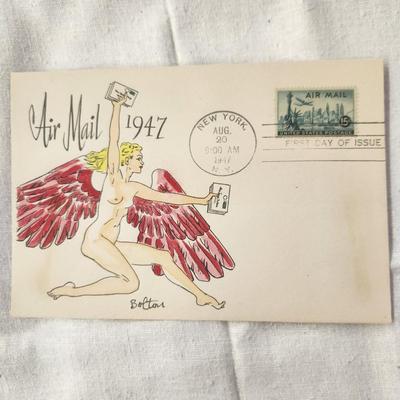 Air Mail 1947
NEW YORK,
AUG.
20
9:00 AM
1947
N.Y.
AIR MAIL
15¢
UNITED STATES POSTAGE
FIRST DAY OF ISSUE
Bolton